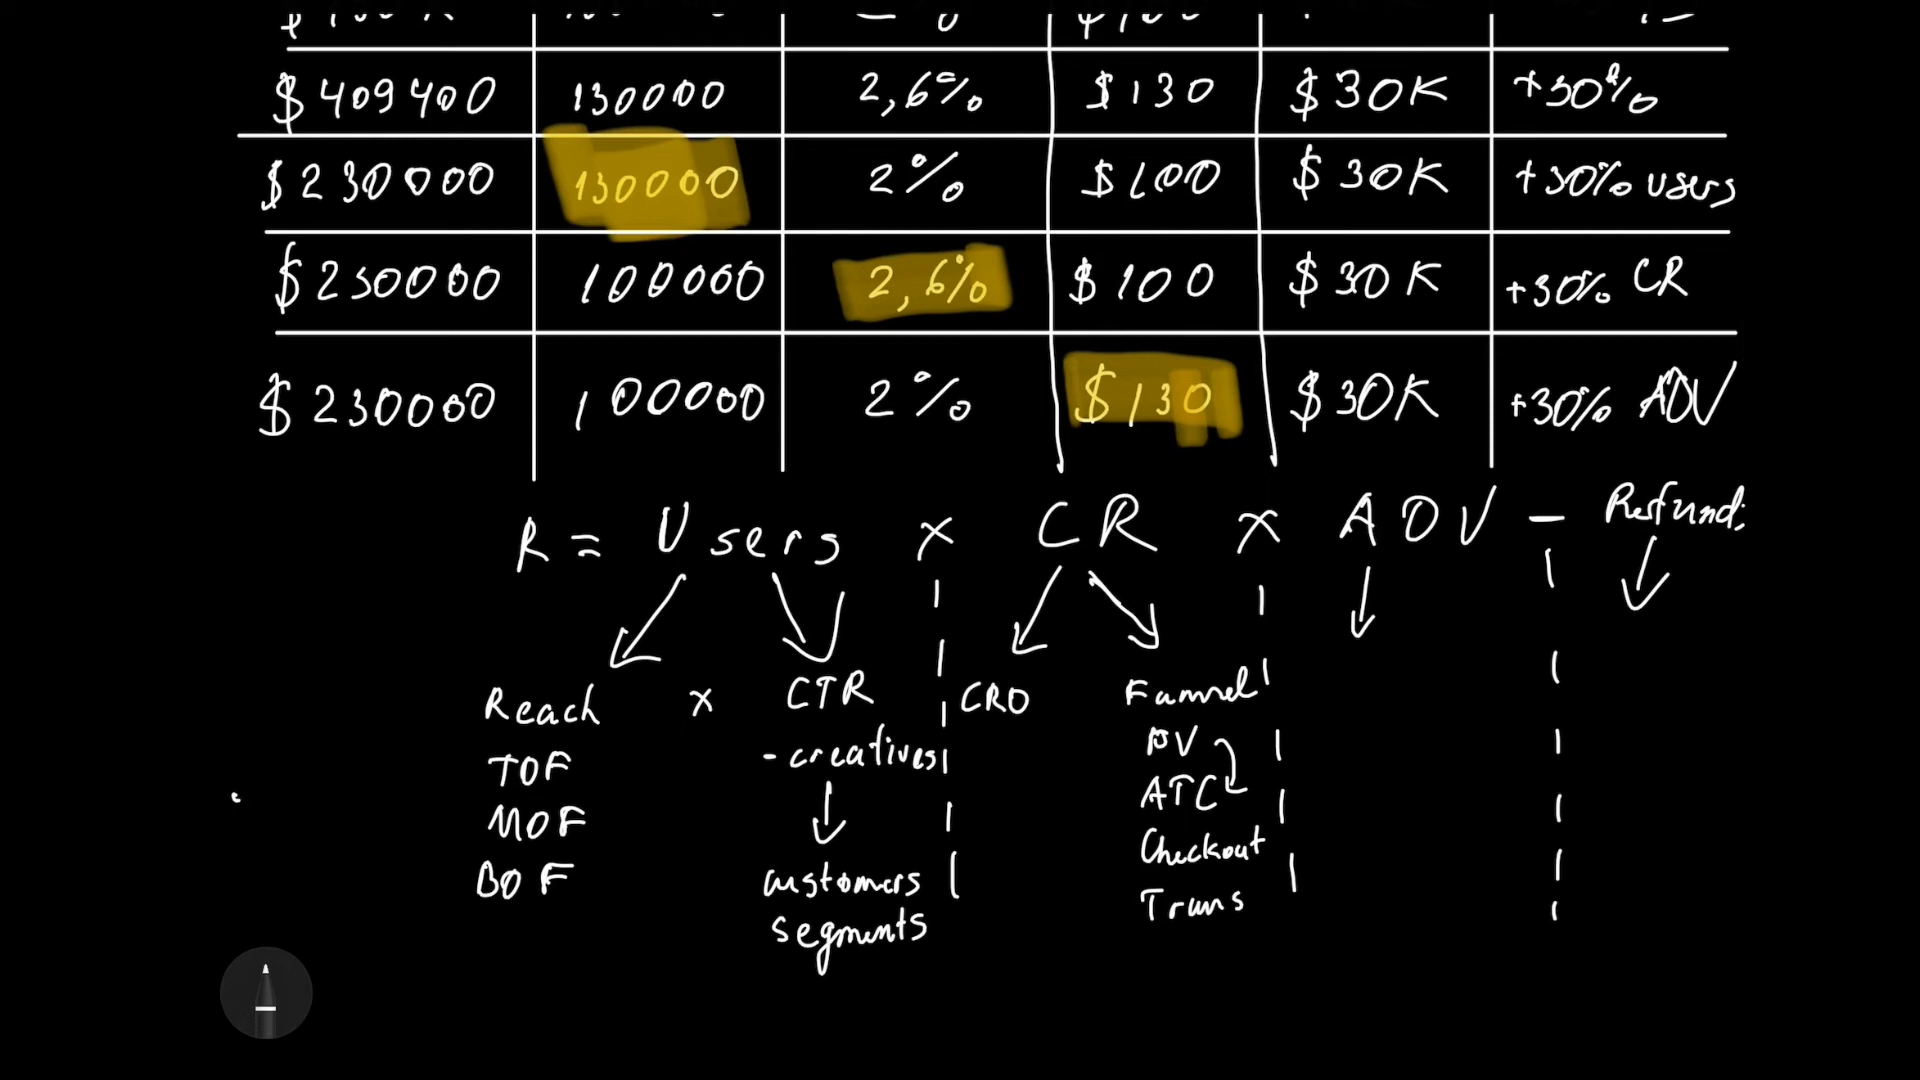 $409400 130000 2,6% $130 $30K +30%
$230000 130000 2% $100 $30K +30% users
$230000 100000 2,6% $100 $30K +30% CR
$230000 100000 2% $130 $30K +30% AOV
R = Users x CR x AOV - Refunds
Reach x CTR CRO Funnel
TOF - creatives PV
MOF ATC
BOF customers Checkout
segments Trans